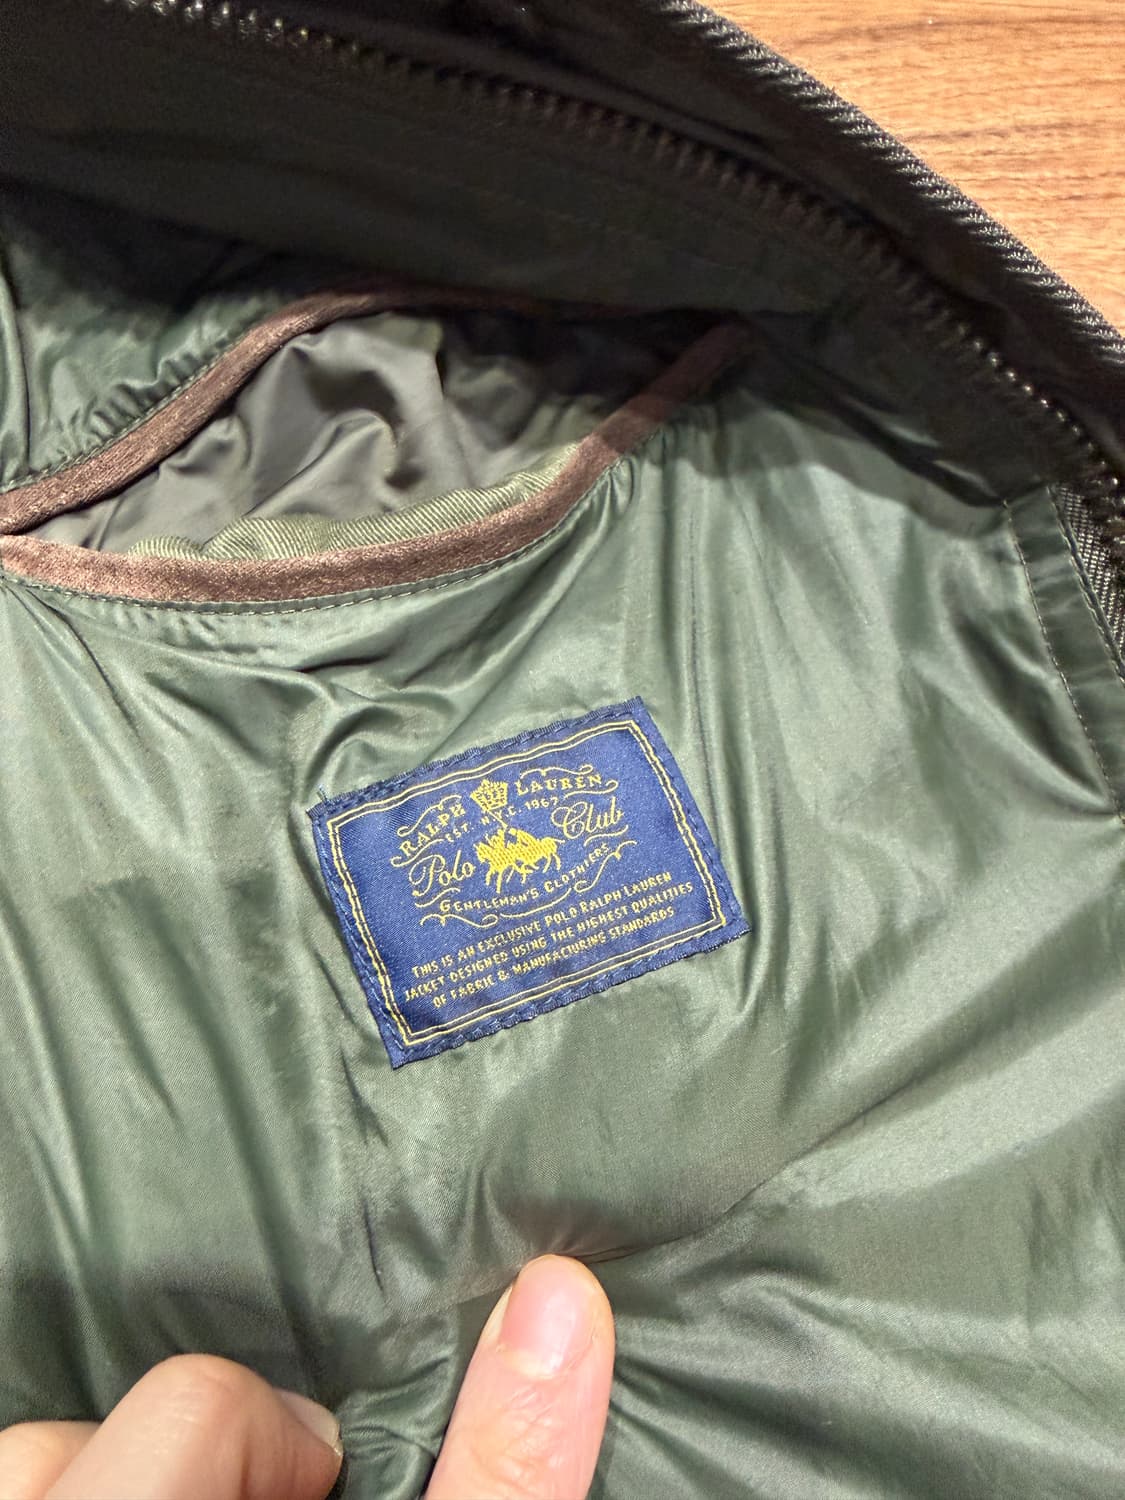 RALPH LAUREN
EST. N.Y.C. 1967
Polo Club
GENTLEMAN'S CLOTHIERS
THIS IS AN EXCLUSIVE POLO RALPH LAUREN
JACKET DESIGNED USING THE HIGHEST QUALITIES
OF FABRIC & MANUFACTURING STANDARDS.